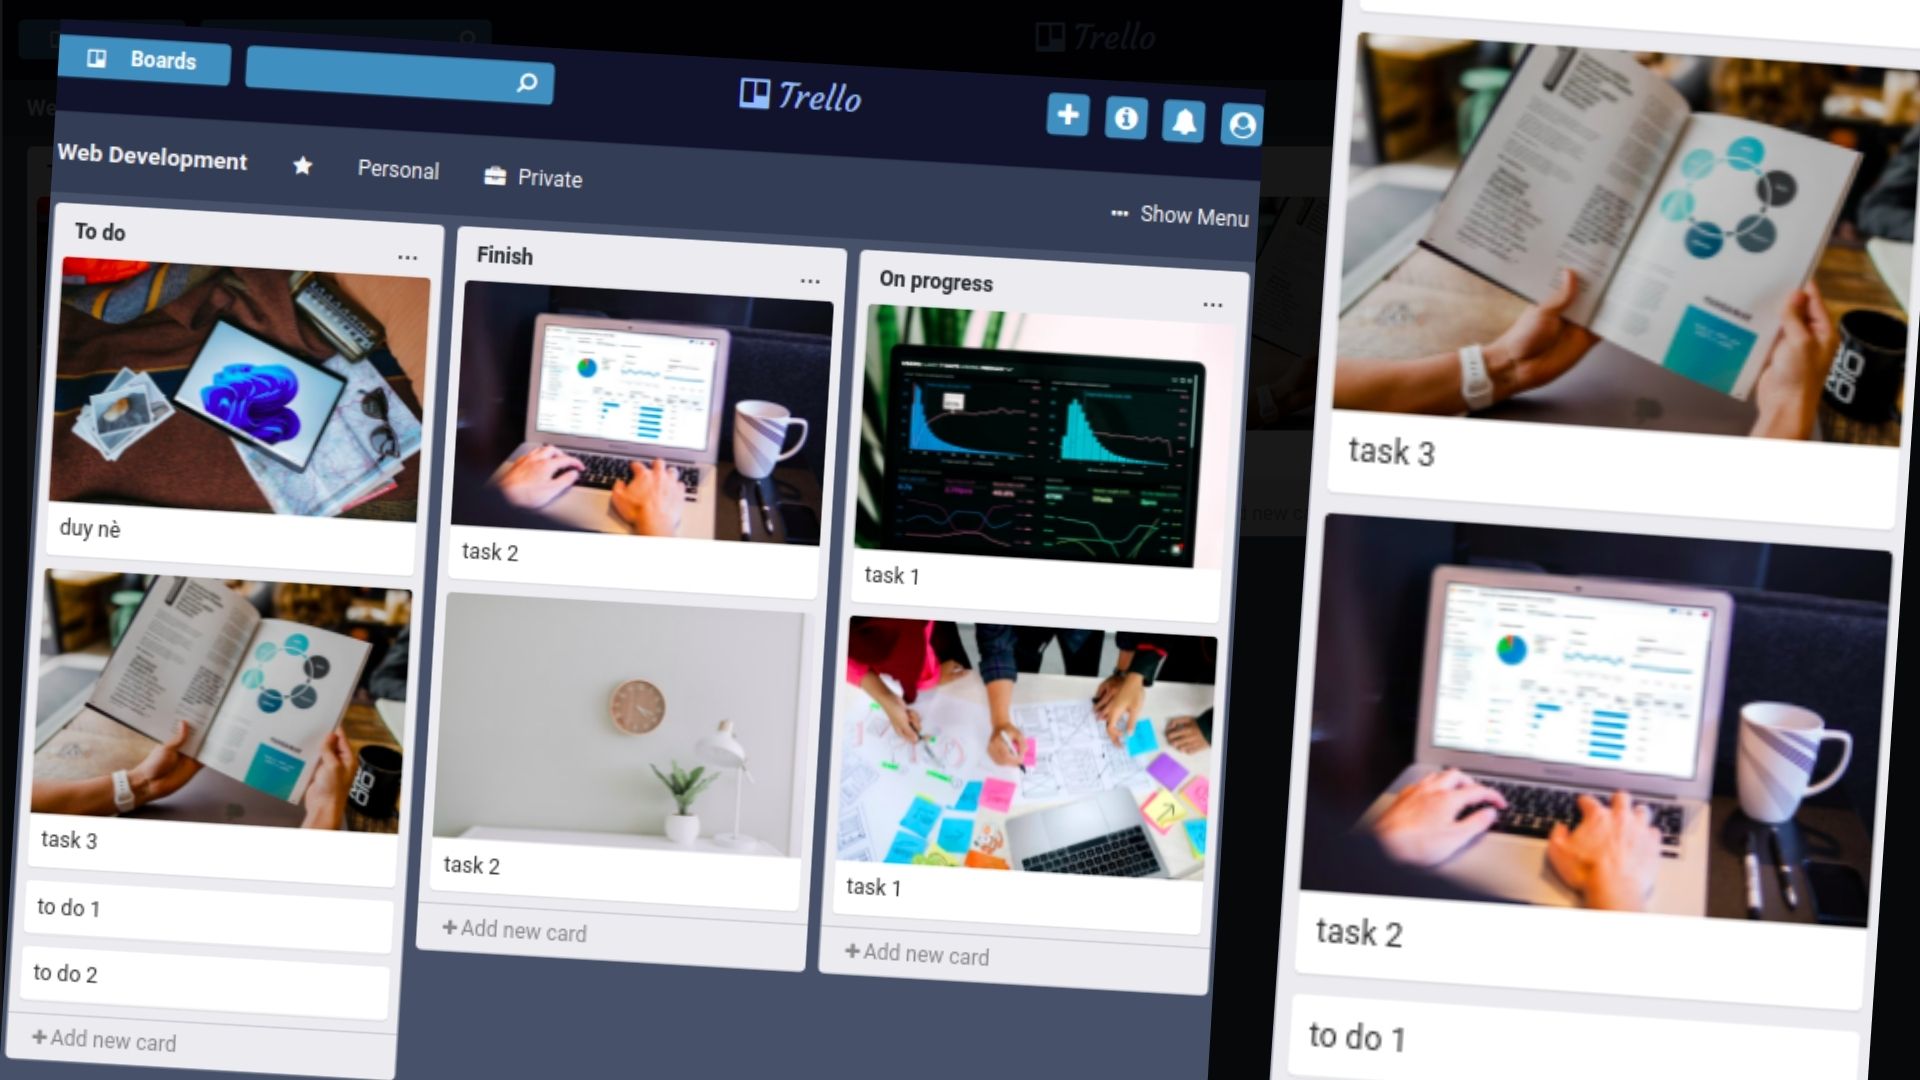 Boards
Trello
Trello
Web Development
Personal
Private
Show Menu
To do
...
duy nè
task 3
to do 1
to do 2
+Add new card
Finish
...
task 2
task 2
+Add new card
On progress
...
task 1
task 1
+Add new card
task 3
task 2
to do 1